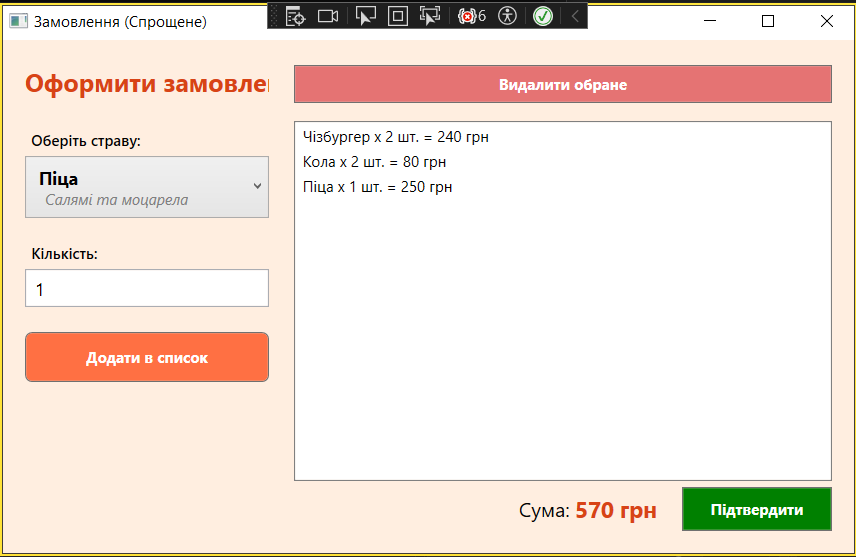 Замовлення (Спрощене)
6
Оформити замовле
Видалити обране
Оберіть страву:
Піца
Салямі та моцарела
Кількість:
1
Додати в список
Чізбургер x 2 шт. = 240 грн
Кола x 2 шт. = 80 грн
Піца x 1 шт. = 250 грн
Сума: 570 грн
Підтвердити